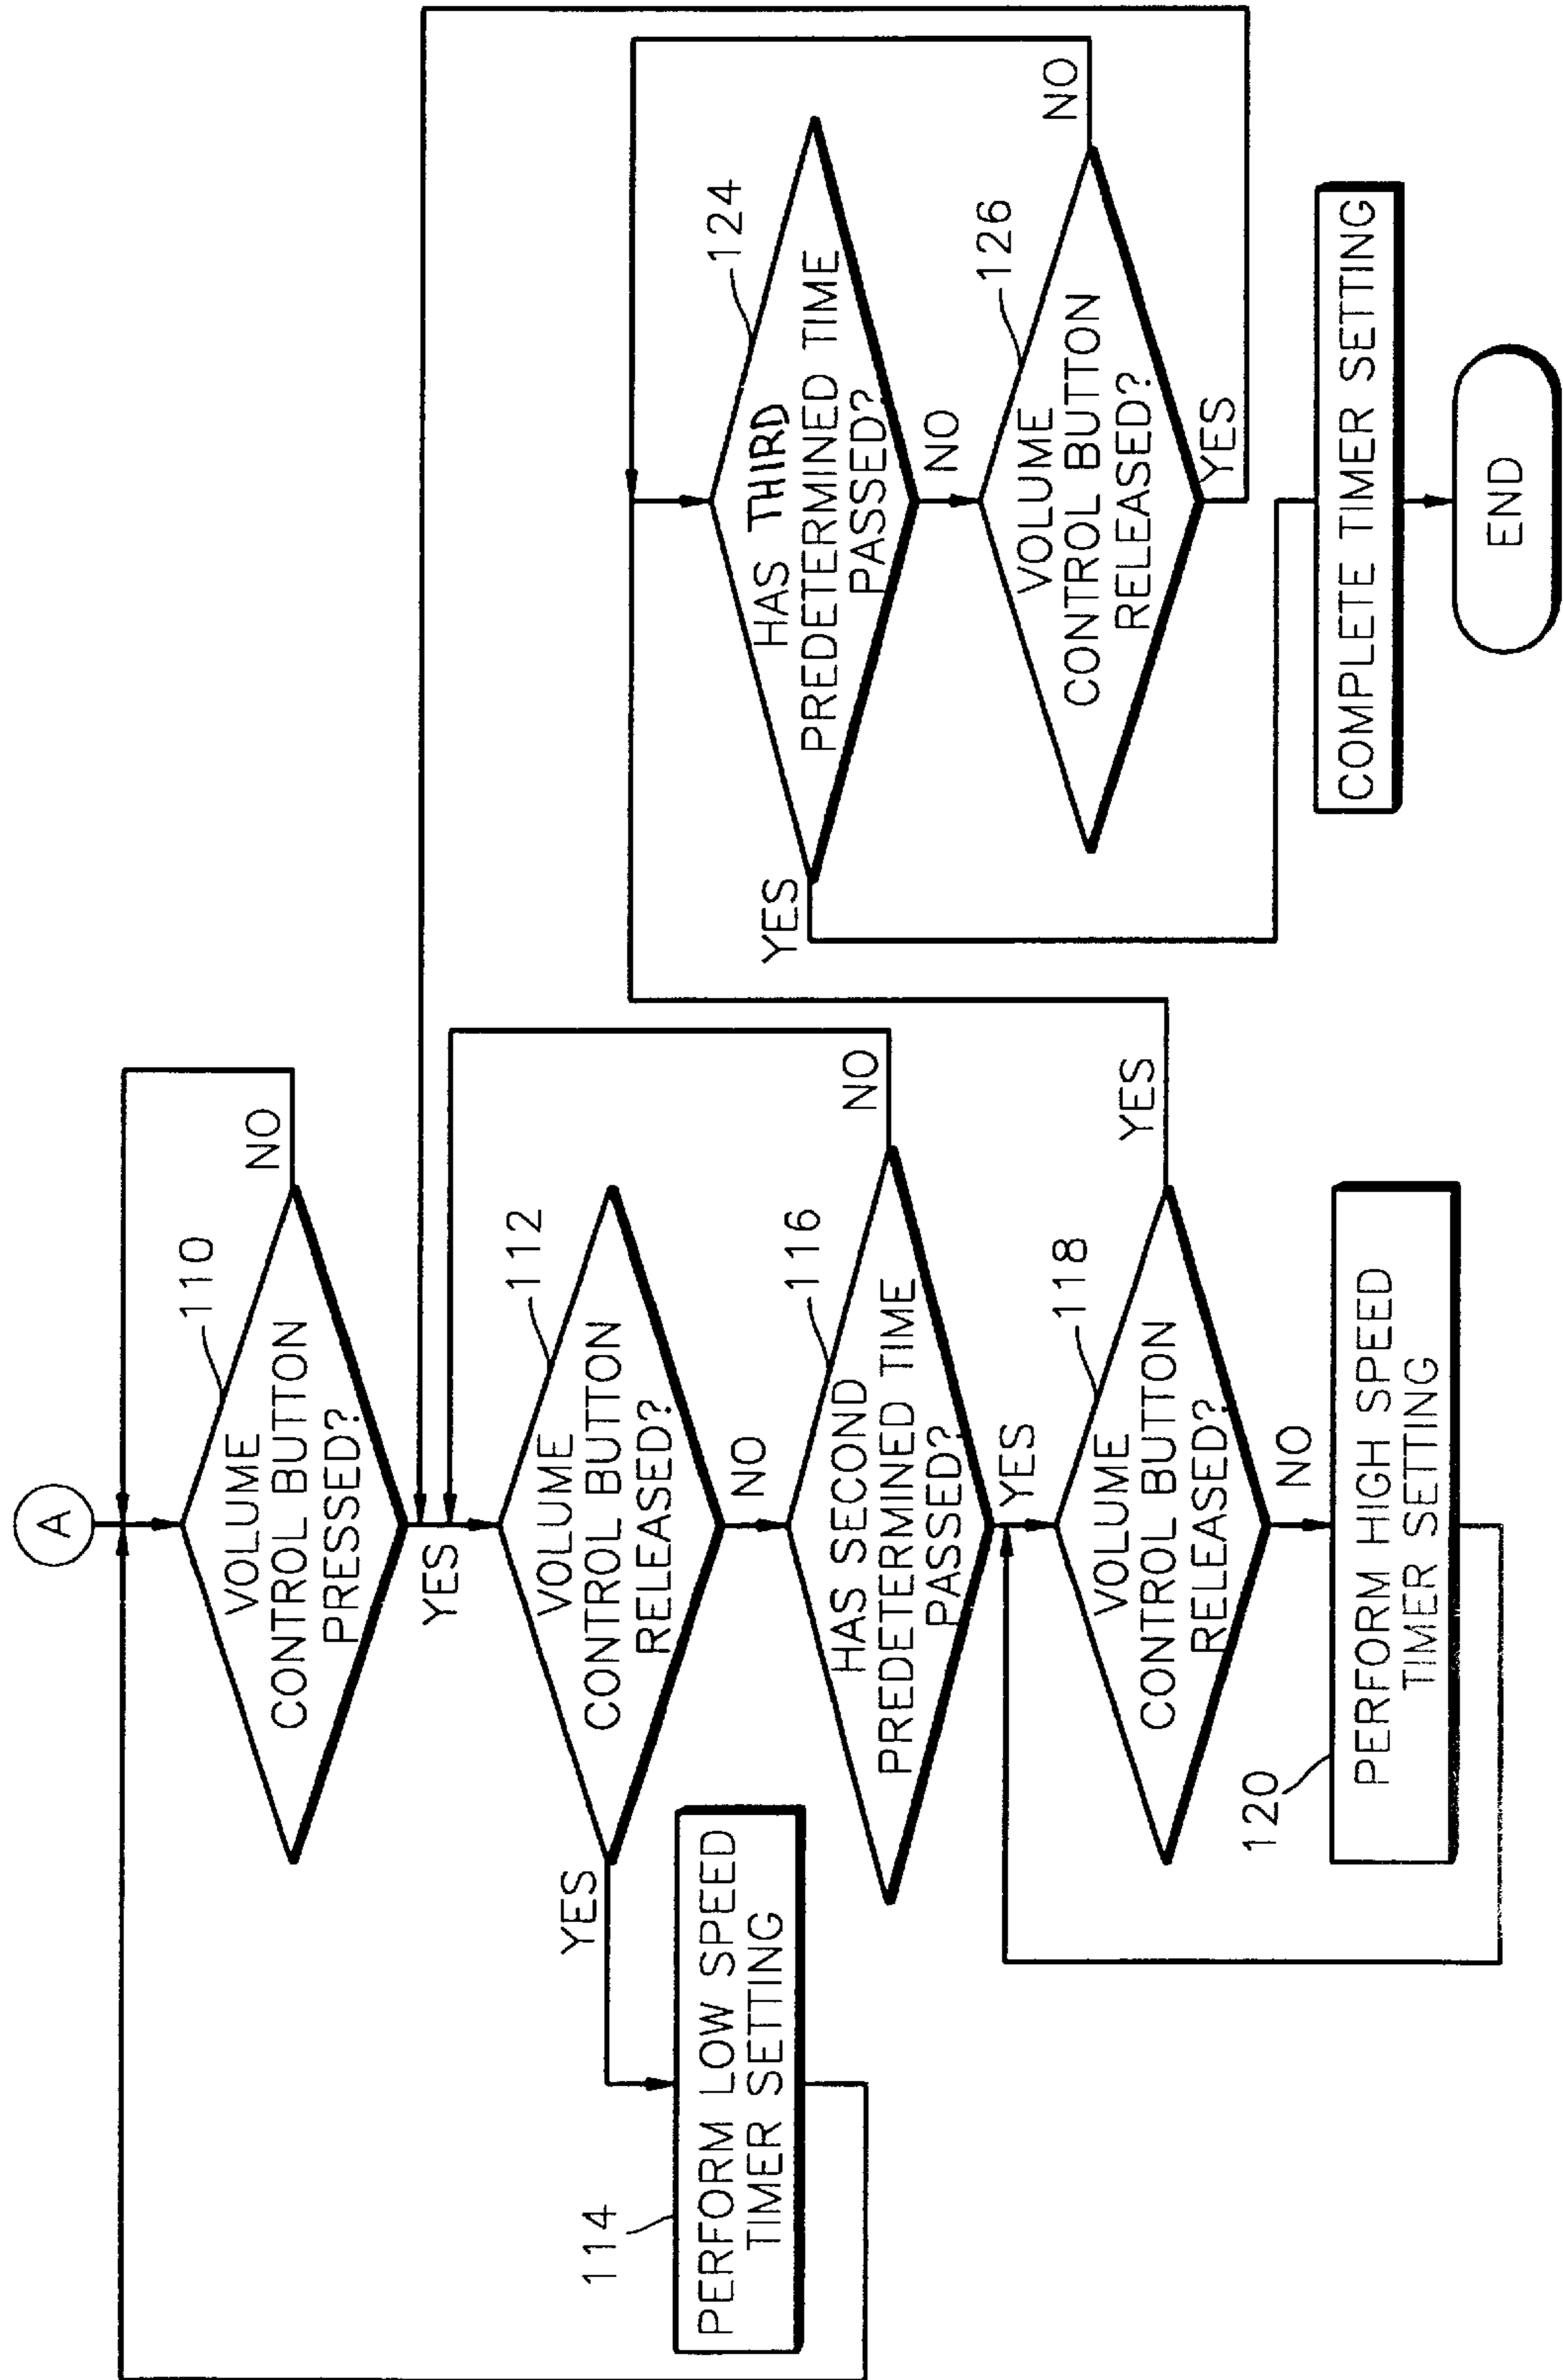 A
110
VOLUME
CONTROL BUTTON
PRESSED?
NO
YES
112
VOLUME
CONTROL BUTTON
RELEASED?
YES
NO
114
PERFORM LOW SPEED
TIMER SETTING
116
HAS SECOND
PREDETERMINED TIME
PASSED?
NO
YES
118
VOLUME
CONTROL BUTTON
RELEASED?
YES
NO
120
PERFORM HIGH SPEED
TIMER SETTING
124
HAS THIRD
PREDETERMINED TIME
PASSED?
YES
NO
126
VOLUME
CONTROL BUTTON
RELEASED?
NO
YES
COMPLETE TIMER SETTING
END